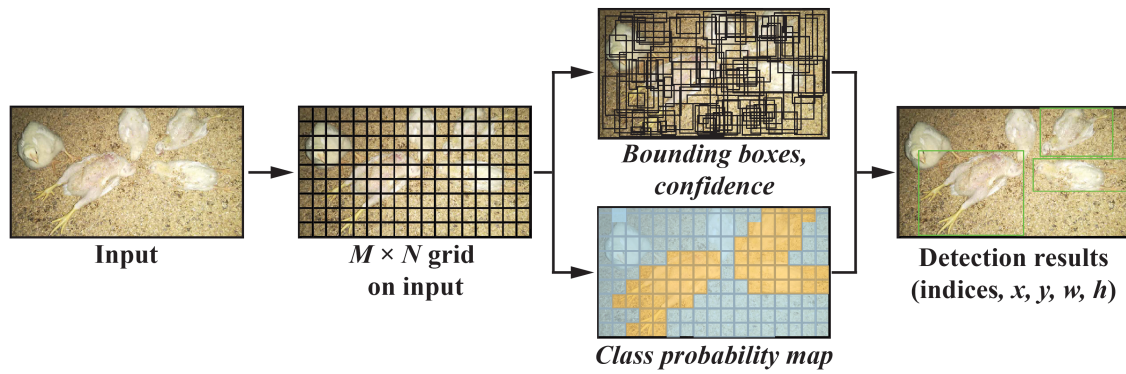 Input
M × N grid
on input
Bounding boxes,
confidence
Class probability map
Detection results
(indices, x, y, w, h)